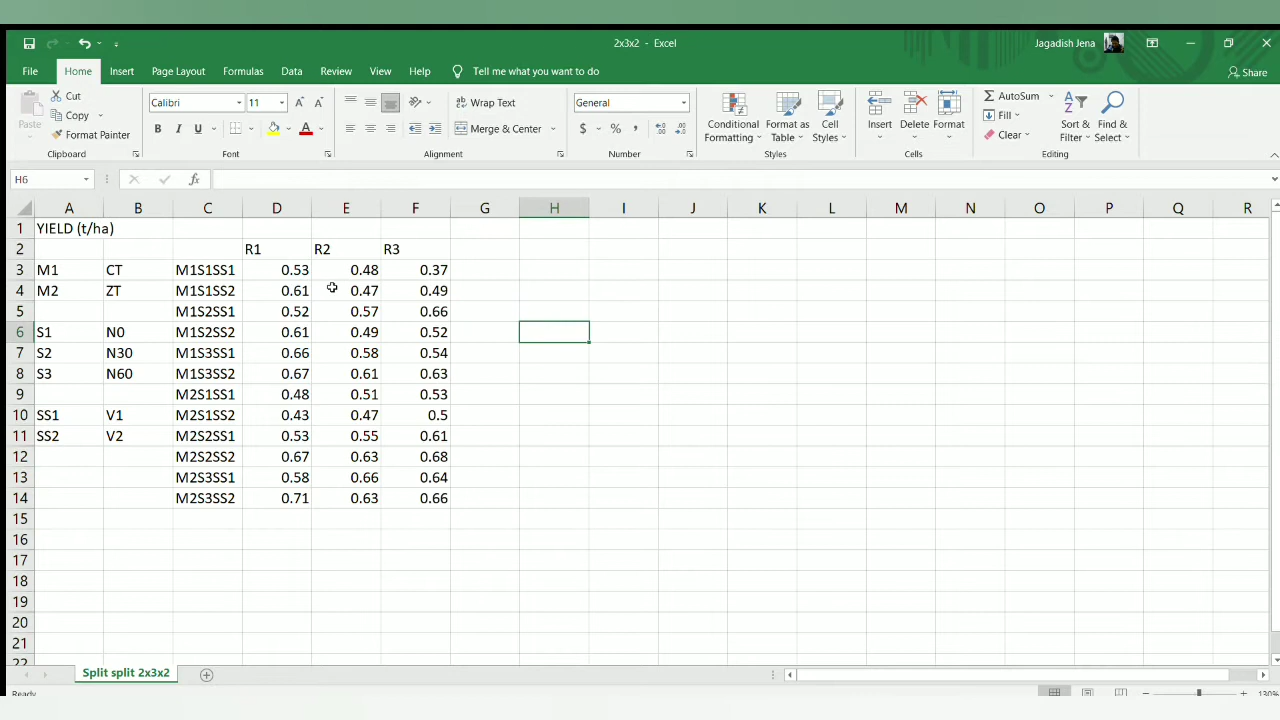 2x3x2 - Excel
Jagadish Jena
File Home Insert Page Layout Formulas Data Review View Help Tell me what you want to do Share
Paste Cut Copy Format Painter Clipboard
Calibri 11 A A B I U A Font
Wrap Text Merge & Center Alignment
General $ % , Number
Conditional Formatting Format as Table Cell Styles Styles
Insert Delete Format Cells
AutoSum Fill Clear Sort & Filter Find & Select Editing
H6 fx
A B C D E F G H I J K L M N O P Q R
1 YIELD (t/ha)
2 R1 R2 R3
3 M1 CT M1S1SS1 0.53 0.48 0.37
4 M2 ZT M1S1SS2 0.61 0.47 0.49
5 M1S2SS1 0.52 0.57 0.66
6 S1 N0 M1S2SS2 0.61 0.49 0.52
7 S2 N30 M1S3SS1 0.66 0.58 0.54
8 S3 N60 M1S3SS2 0.67 0.61 0.63
9 M2S1SS1 0.48 0.51 0.53
10 SS1 V1 M2S1SS2 0.43 0.47 0.5
11 SS2 V2 M2S2SS1 0.53 0.55 0.61
12 M2S2SS2 0.67 0.63 0.68
13 M2S3SS1 0.58 0.66 0.64
14 M2S3SS2 0.71 0.63 0.66
15
16
17
18
19
20
21
22
Split split 2x3x2
Ready 130%